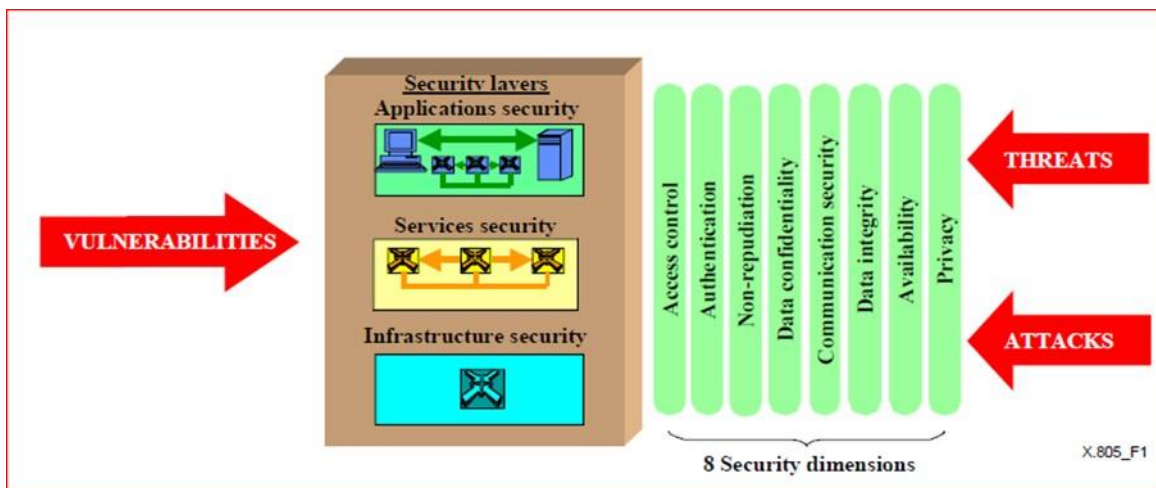 Security layers
Applications security
Services security
Infrastructure security
VULNERABILITIES
Access control
Authentication
Non-repudiation
Data confidentiality
Communication security
Data integrity
Availability
Privacy
8 Security dimensions
THREATS
ATTACKS
X.805_F1